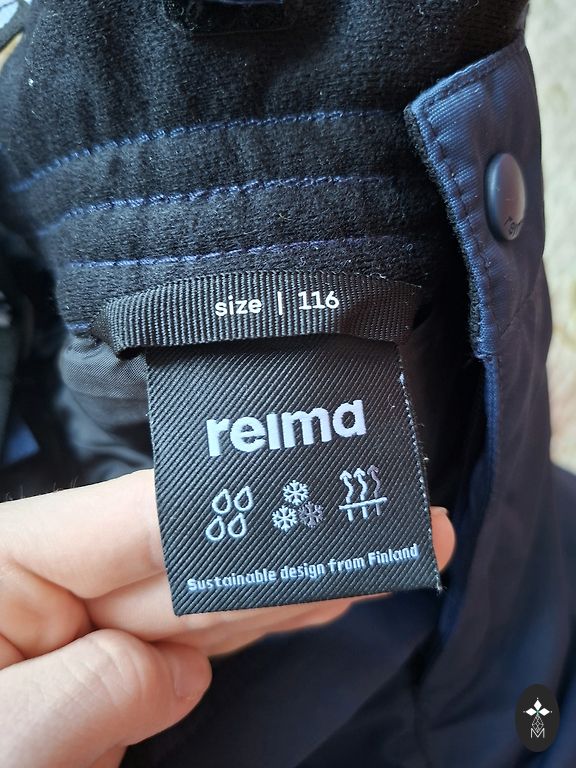 size | 116
reima
Sustainable design from Finland